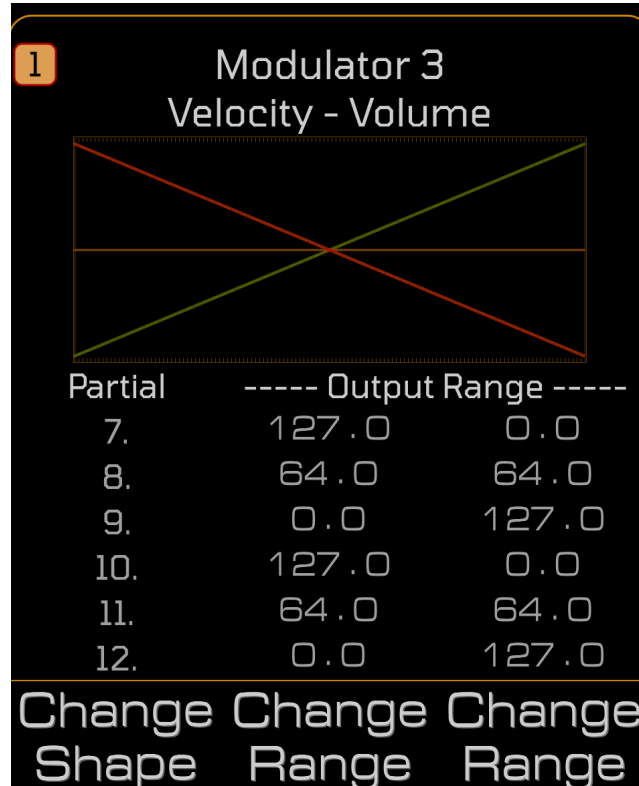 1
Modulator 3
Velocity - Volume
Partial ----- Output Range -----
7. 127.0 0.0
8. 64.0 64.0
9. 0.0 127.0
10. 127.0 0.0
11. 64.0 64.0
12. 0.0 127.0
Change Change Change
Shape Range Range